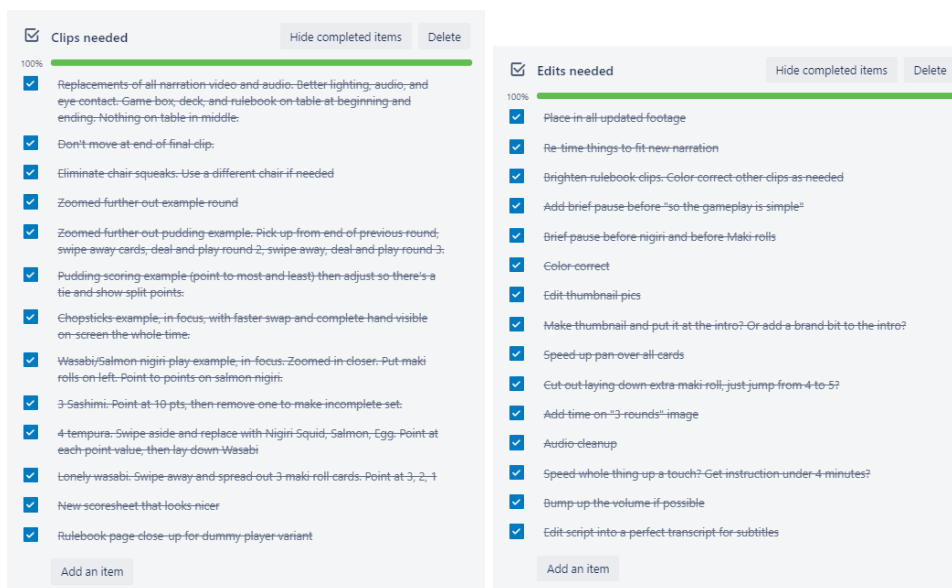 Clips needed
Hide completed items
Delete
100%
Replacements of all narration video and audio. Better lighting, audio, and
eye contact. Game box, deck, and rulebook on table at beginning and
ending. Nothing on table in middle.
Don't move at end of final clip.
Eliminate chair squeaks. Use a different chair if needed
Zoomed further out example round
Zoomed further out pudding example. Pick up from end of previous round,
swipe away cards, deal and play round 2, swipe away, deal and play round 3.
Pudding scoring example (point to most and least) then adjust so there's a
tie and show split points.
Chopsticks example, in focus, with faster swap and complete hand visible
on-screen the whole time.
Wasabi/Salmon nigiri play example, in-focus. Zoomed in closer. Put maki
rolls on left. Point to points on salmon nigiri.
3 Sashimi. Point at 10 pts, then remove one to make incomplete set.
4 tempura. Swipe aside and replace with Nigiri Squid, Salmon, Egg. Point at
each point value, then lay down Wasabi
Lonely wasabi. Swipe away and spread out 3 maki roll cards. Point at 3, 2, 1
New scoresheet that looks nicer
Rulebook page close-up for dummy player variant
Add an item
Edits needed
Hide completed items
Delete
100%
Place in all updated footage
Re-time things to fit new narration
Brighten rulebook clips. Color correct other clips as needed
Add brief pause before "so the gameplay is simple"
Brief pause before nigiri and before Maki rolls
Color correct
Edit thumbnail pics
Make thumbnail and put it at the intro? Or add a brand bit to the intro?
Speed up pan over all cards
Cut out laying down extra maki roll, just jump from 4 to 5?
Add time on "3 rounds" image
Audio cleanup
Speed whole thing up a touch? Get instruction under 4 minutes?
Bump up the volume if possible
Edit script into a perfect transcript for subtitles
Add an item